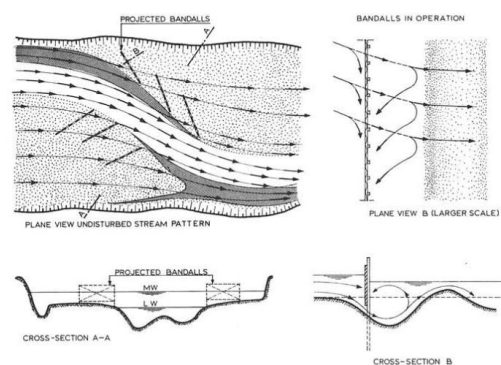 PROJECTED BANDALLS
A
B
A
PLANE VIEW UNDISTURBED STREAM PATTERN
BANDALLS IN OPERATION
PLANE VIEW B (LARGER SCALE)
PROJECTED BANDALLS
MW
LW
CROSS-SECTION A-A
CROSS-SECTION B